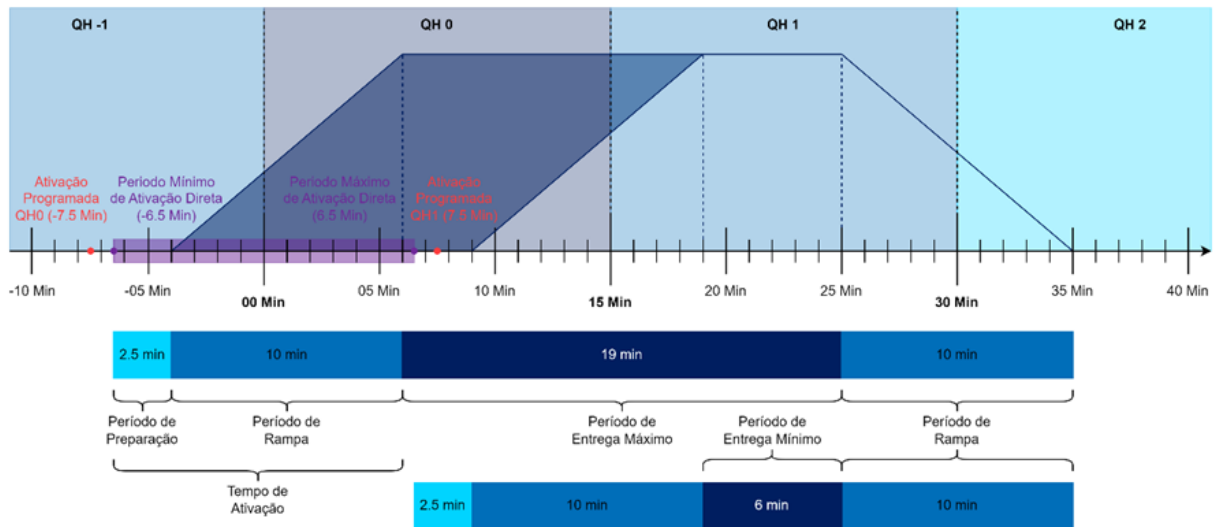 QH -1
QH 0
QH 1
QH 2
Ativação
Programada
QH0 (-7.5 Min)
Periodo Mínimo
de Ativação Direta
(-6.5 Min)
Periodo Máximo
de Ativação Direta
(6.5 Min)
Ativação
Programada
QH1 (7.5 Min)
-10 Min
-05 Min
00 Min
05 Min
10 Min
15 Min
20 Min
25 Min
30 Min
35 Min
40 Min
2.5 min
10 min
19 min
10 min
Período de
Preparação
Período de
Rampa
Período de
Entrega Máximo
Período de
Entrega Mínimo
Período de
Rampa
Tempo de
Ativação
2.5 min
10 min
6 min
10 min